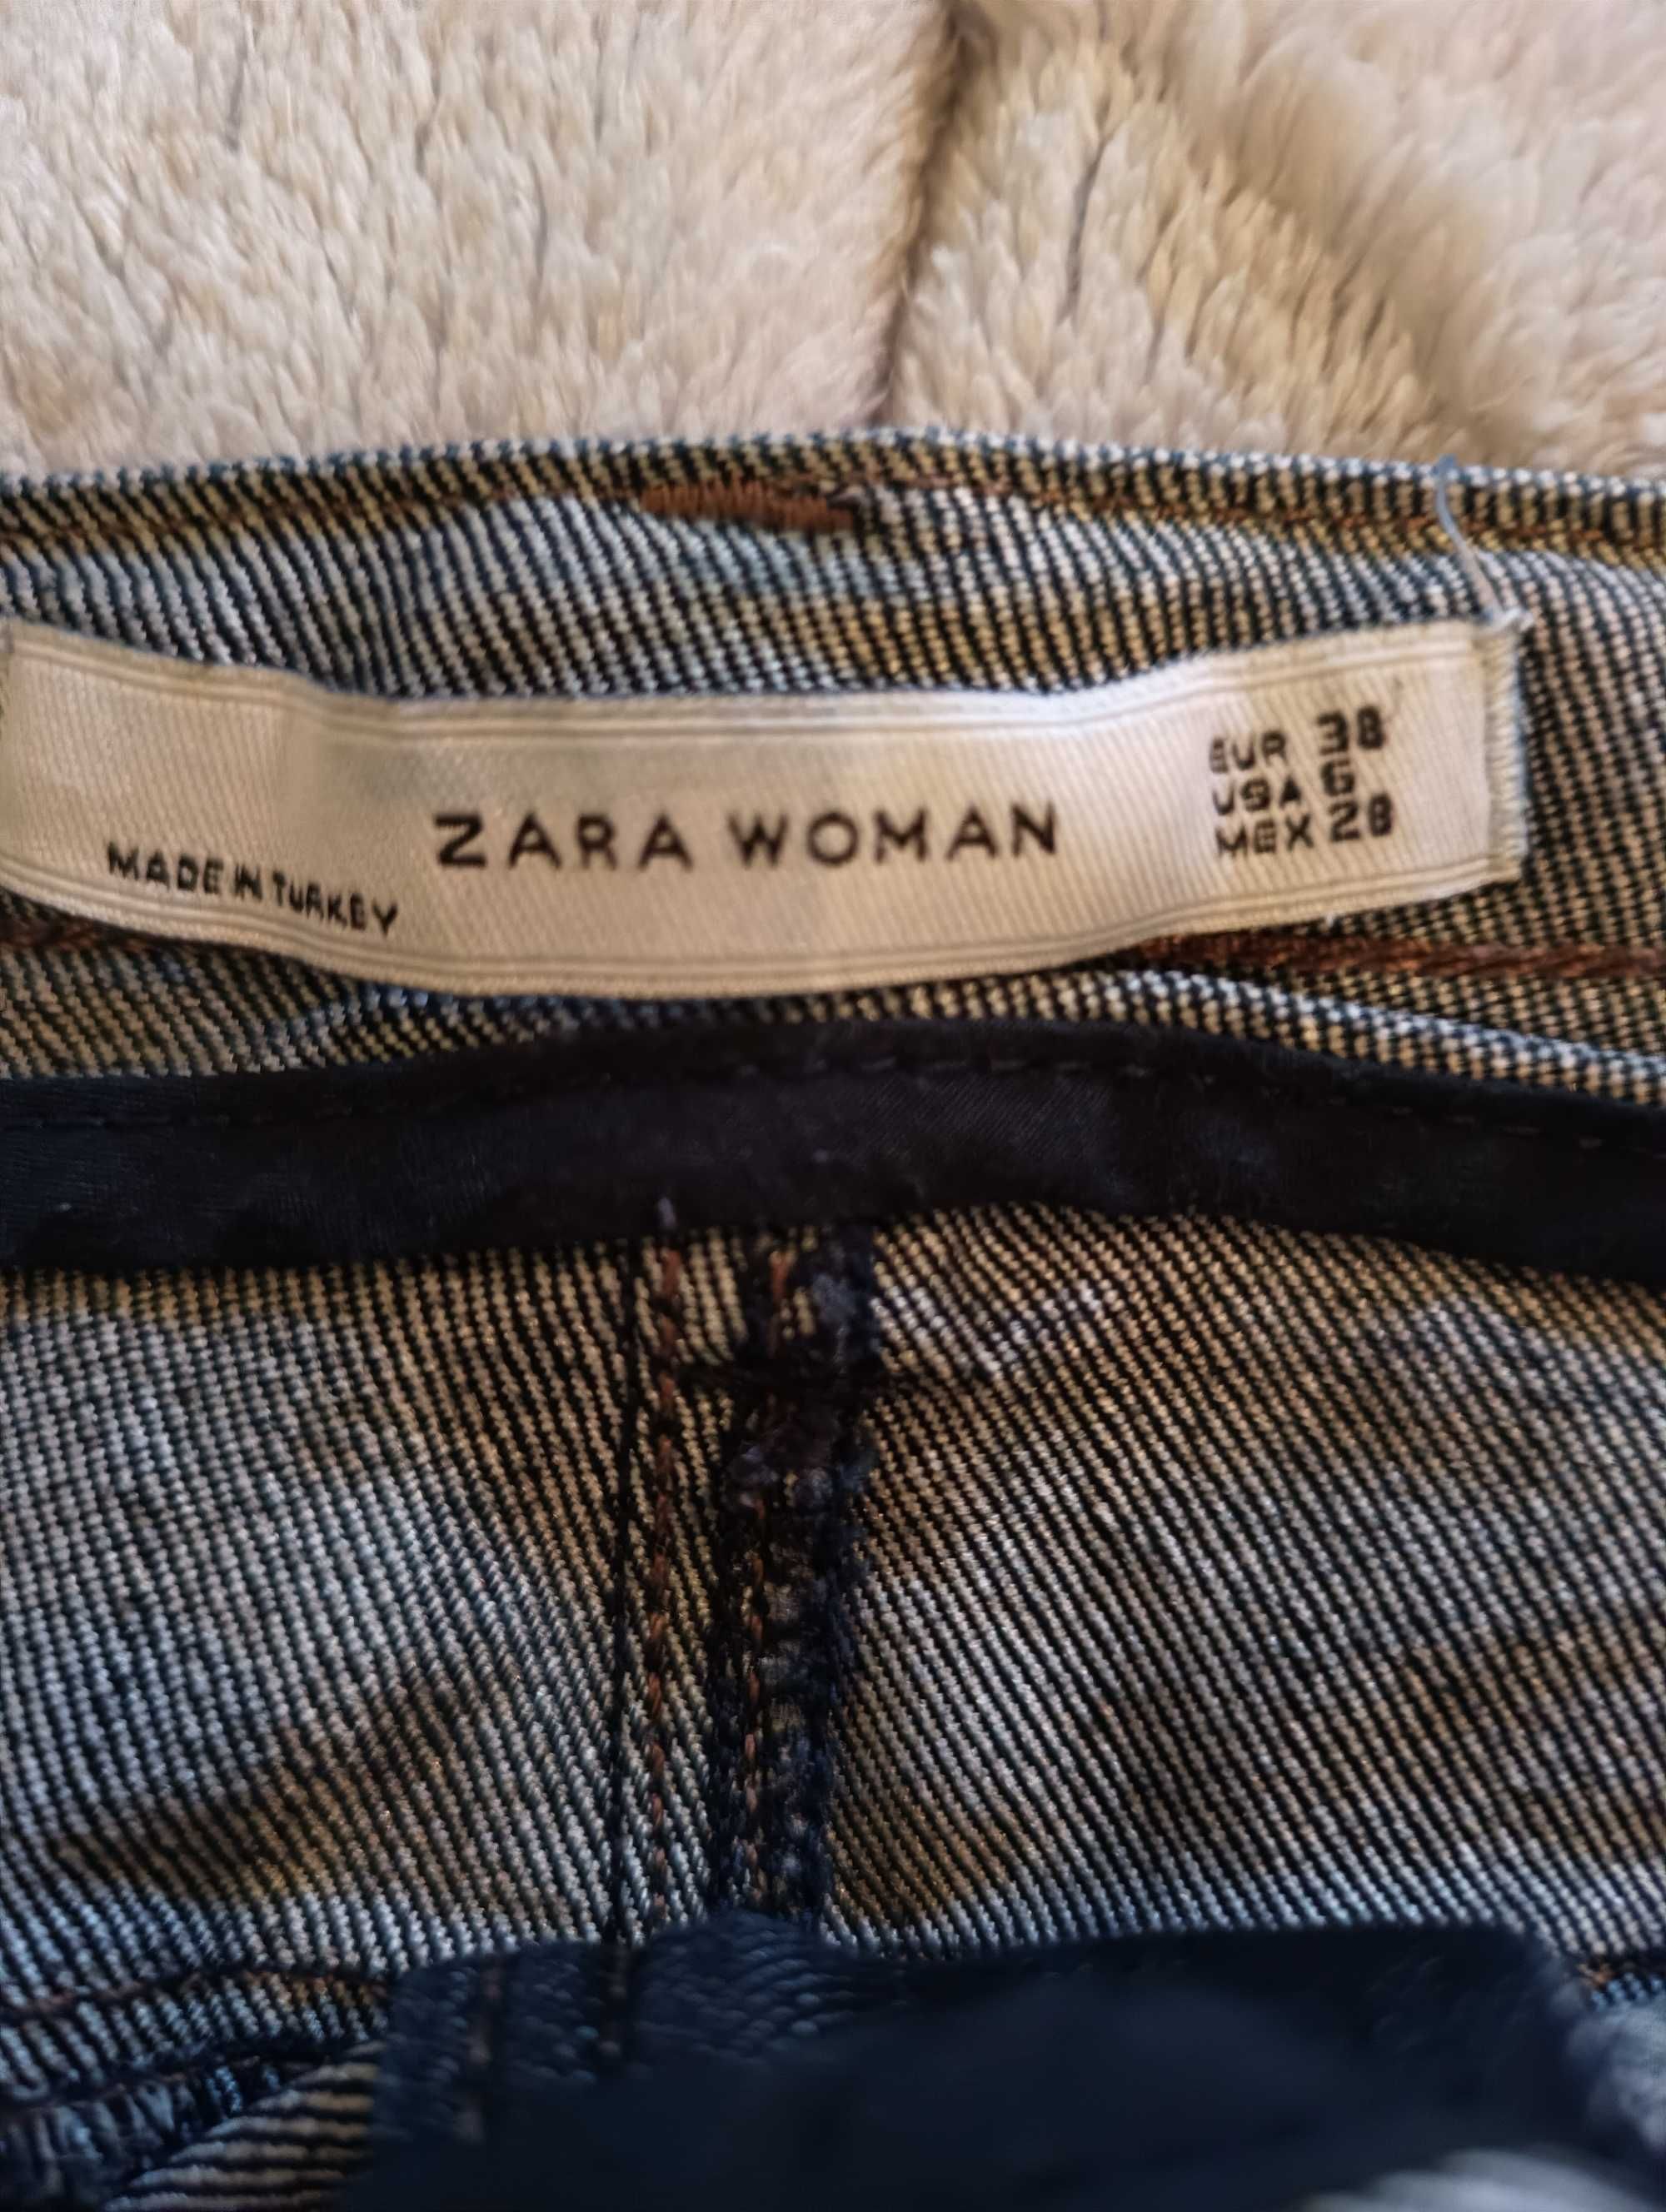 ZARA WOMAN
MADE IN TURKEY
EUR 38
USA 6
MEX 28